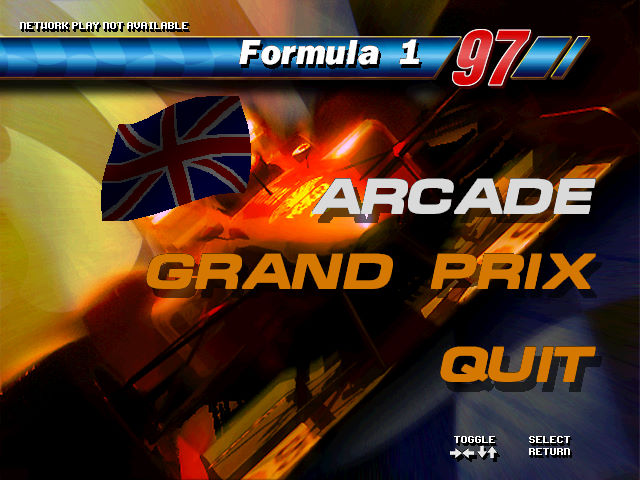 NETWORK PLAY NOT AVAILABLE
Formula 1 97
ARCADE
GRAND PRIX
QUIT
TOGGLE SELECT
RETURN